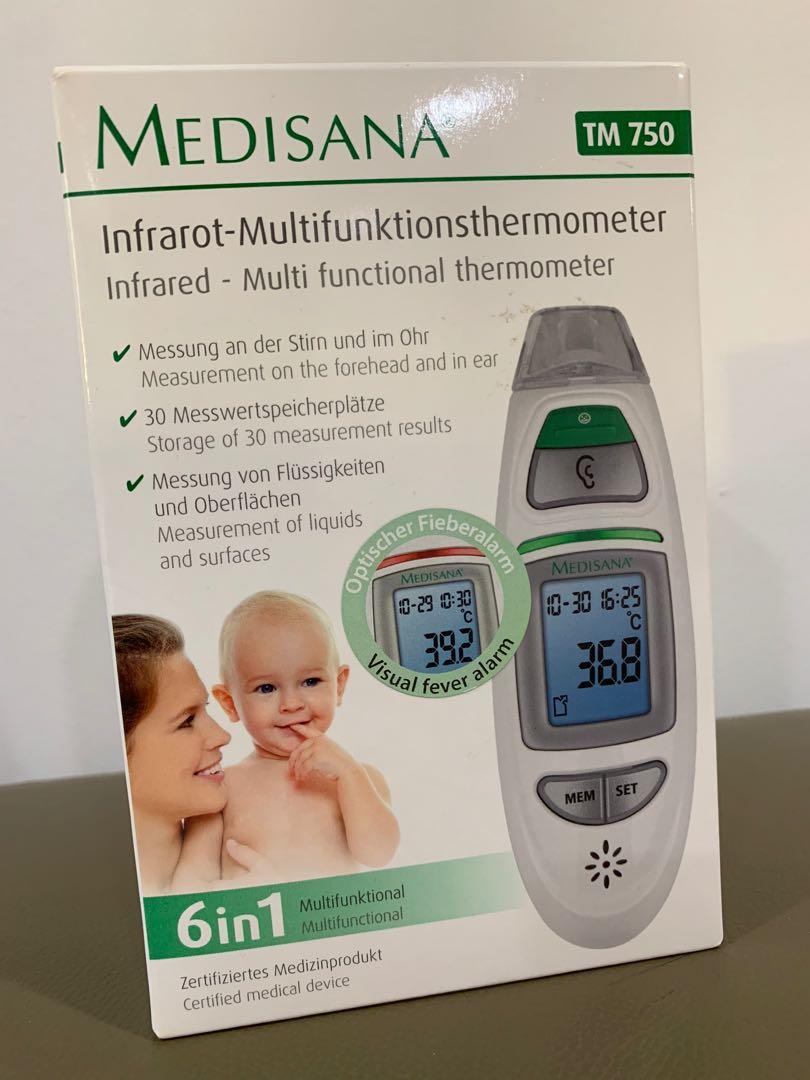 MEDISANA®
TM 750
Infrarot-Multifunktionsthermometer
Infrared - Multi functional thermometer
✔ Messung an der Stirn und im Ohr
Measurement on the forehead and in ear
✔ 30 Messwertspeicherplätze
Storage of 30 measurement results
✔ Messung von Flüssigkeiten
und Oberflächen
Measurement of liquids
and surfaces
Optischer Fieberalarm
MEDISANA®
10-29 10:30
°C
39.2
Visual fever alarm
MEDISANA®
10-30 16:25
°C
36.8
MEM SET
6in1
Multifunktional
Multifunctional
Zertifiziertes Medizinprodukt
Certified medical device